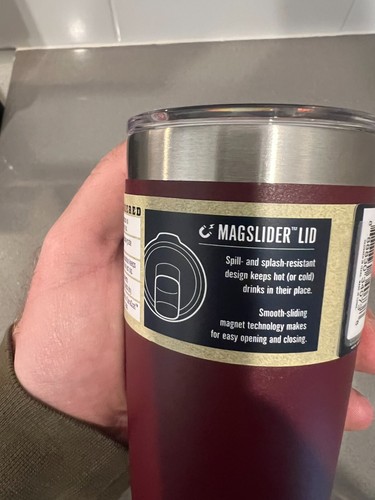 MAGSLIDER™ LID
Spill- and splash-resistant
design keeps hot (or cold)
drinks in their place.
Smooth-sliding
magnet technology makes
for easy opening and closing.